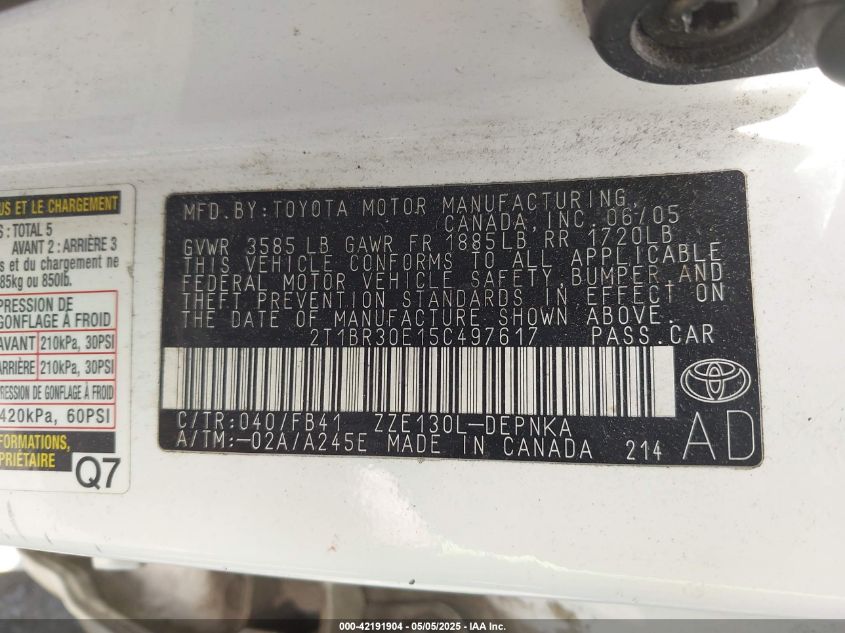 US ET LE CHARGEMENT
S : TOTAL 5
AVANT 2 : ARRIÈRE 3
s et du chargement ne
85kg ou 850lb.
PRESSION DE
GONFLAGE À FROID
AVANT 210kPa, 30PSI
ARRIÈRE 210kPa, 30PSI
PRESSION DE GONFLAGE À FROID
420kPa, 60PSI
FORMATIONS,
PRIÉTAIRE
Q7
MFD. BY: TOYOTA MOTOR MANUFACTURING
CANADA, INC. 06/05
GVWR 3585 LB GAWR FR 1885LB RR 1720LB
THIS VEHICLE CONFORMS TO ALL APPLICABLE
FEDERAL MOTOR VEHICLE SAFETY, BUMPER, AND
THEFT PREVENTION STANDARDS IN EFFECT ON
THE DATE OF MANUFACTURE SHOWN ABOVE.
2T1BR30E15C497617 PASS.CAR
C/TR:040/FB41 ZZE130L-DEPNKA
A/TM:-02A/A245E MADE IN CANADA 214
AD
000-42191904 - 05/05/2025 - IAA Inc.